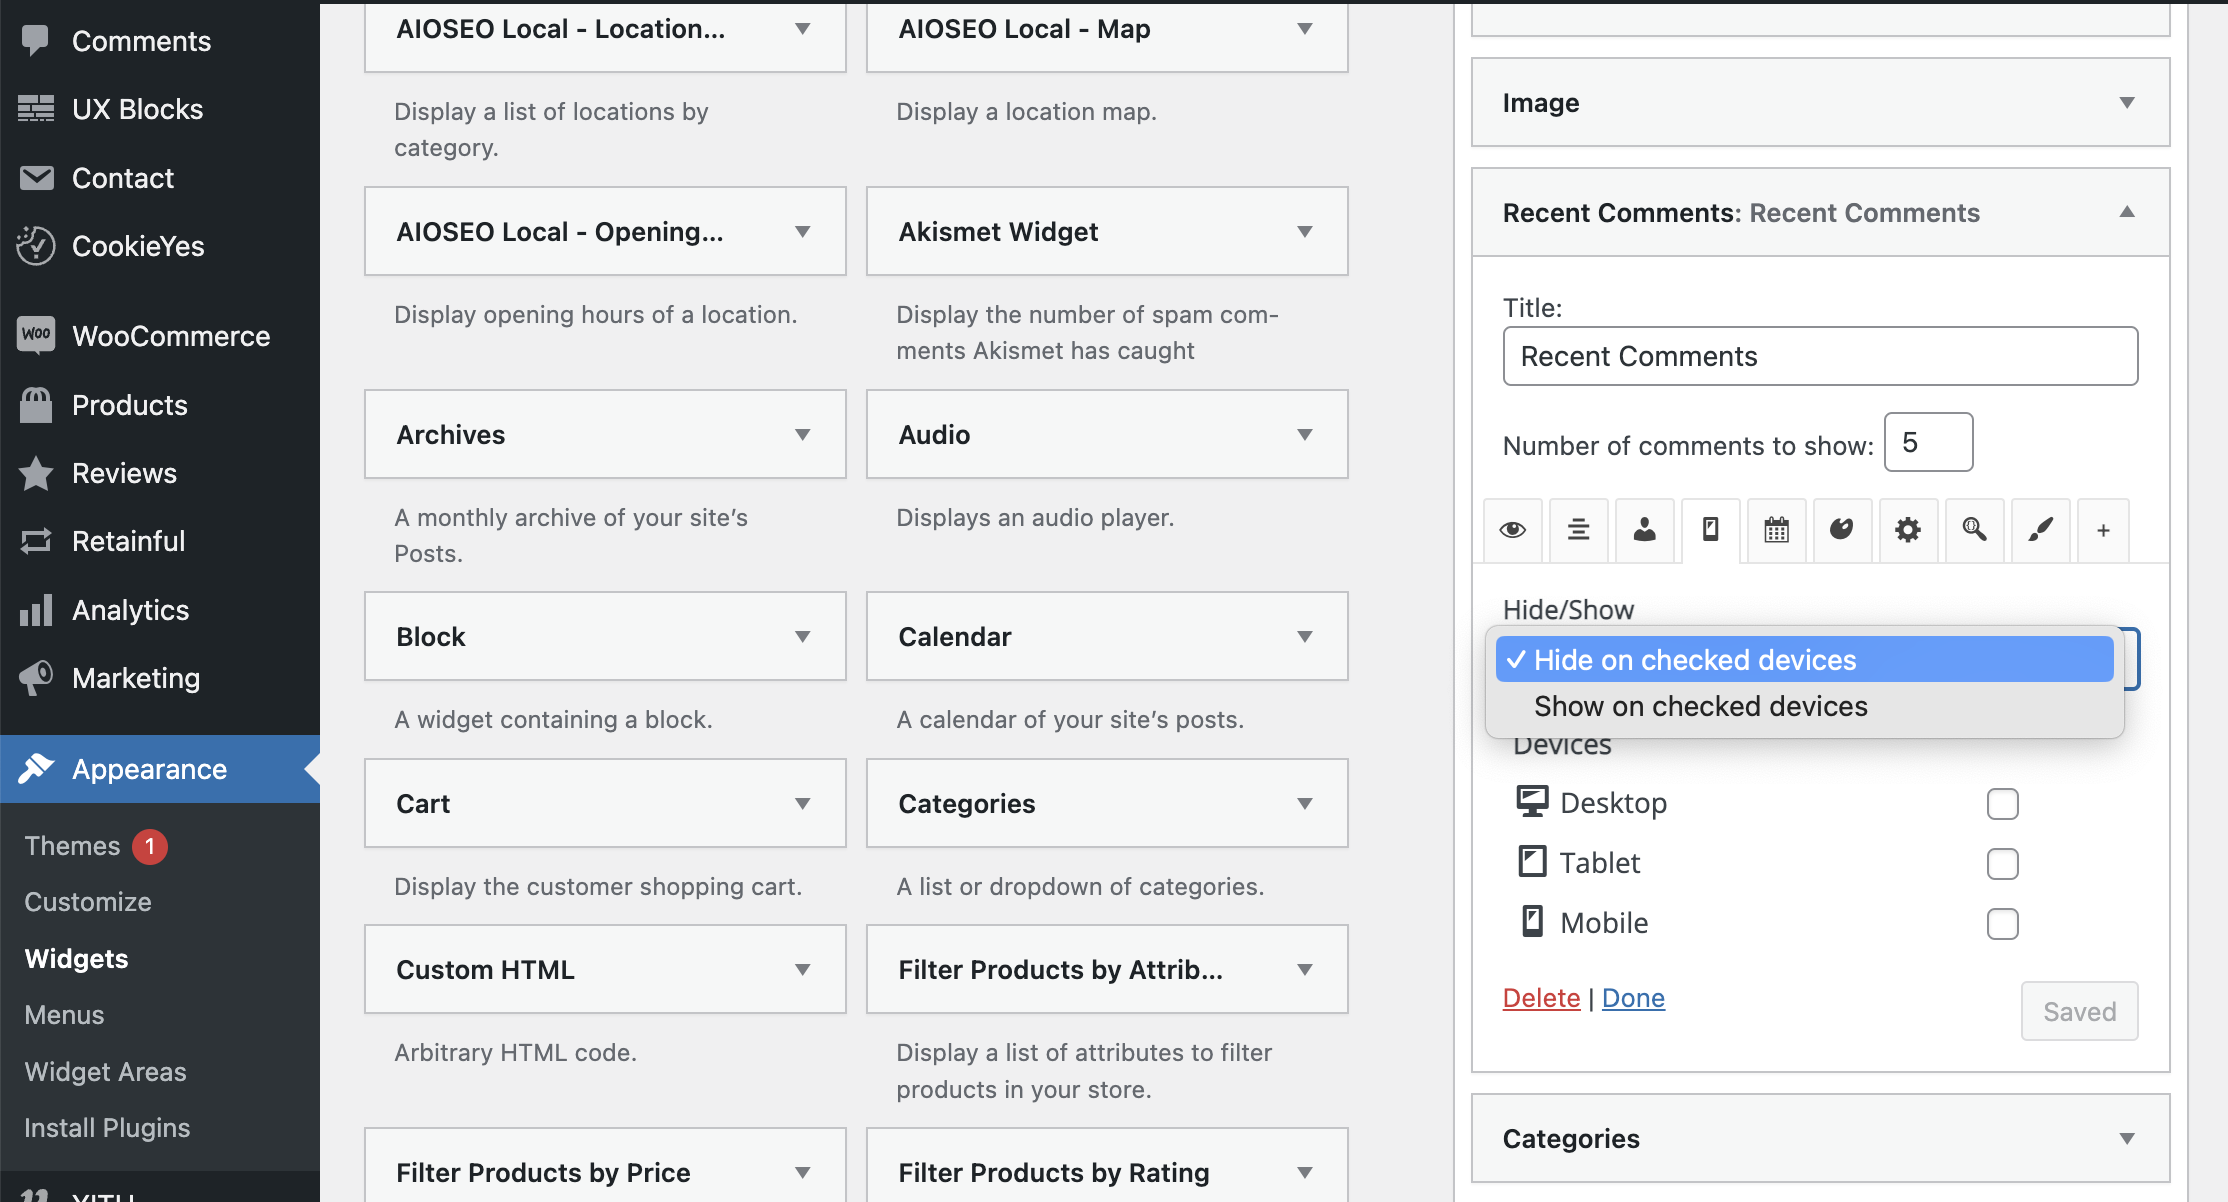 Comments
UX Blocks
Contact
CookieYes
WOO
WooCommerce
Products
Reviews
Retainful
Analytics
Marketing
Appearance
Themes 1
Customize
Widgets
Menus
Widget Areas
Install Plugins
AIOSEO Local - Location...
Display a list of locations by
category.
AIOSEO Local - Map
Display a location map.
AIOSEO Local - Opening...
Display opening hours of a location.
Akismet Widget
Display the number of spam com-
ments Akismet has caught
Archives
A monthly archive of your site’s
Posts.
Audio
Displays an audio player.
Block
A widget containing a block.
Calendar
A calendar of your site’s posts.
Cart
Display the customer shopping cart.
Categories
A list or dropdown of categories.
Custom HTML
Arbitrary HTML code.
Filter Products by Attrib...
Display a list of attributes to filter
products in your store.
Filter Products by Price
Filter Products by Rating
Image
Recent Comments: Recent Comments
Title:
Recent Comments
Number of comments to show: 5
+
Hide/Show
✓ Hide on checked devices
Show on checked devices
Devices
Desktop
Tablet
Mobile
Delete | Done
Saved
Categories